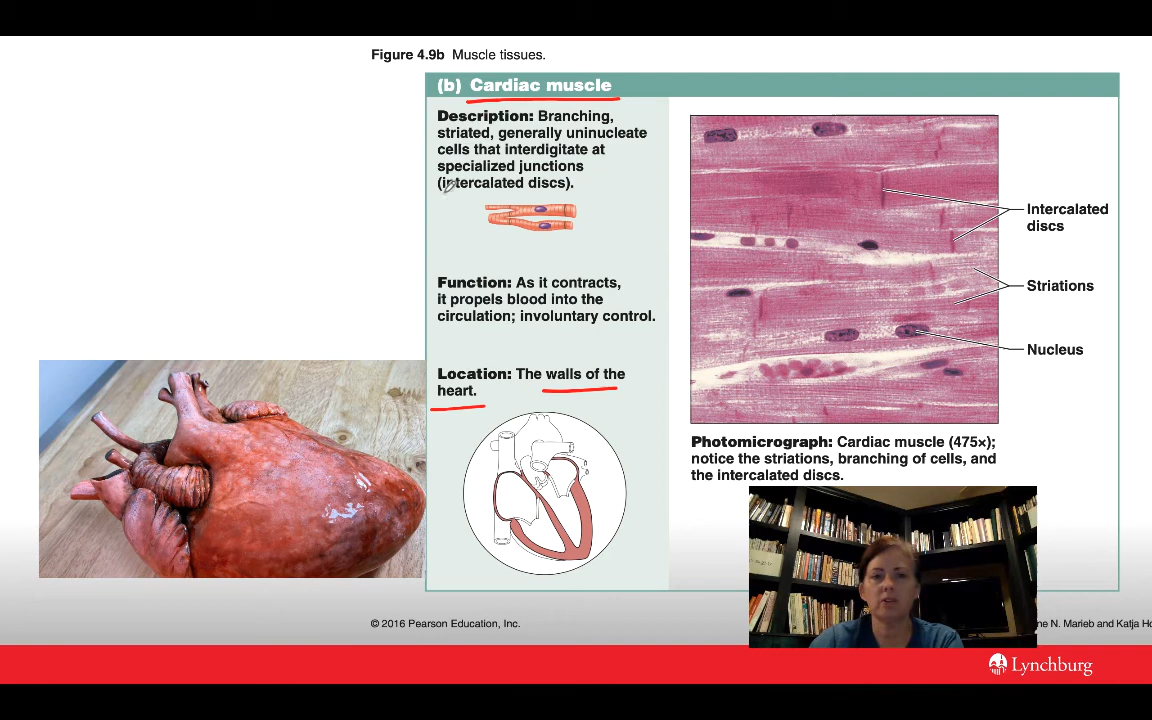 Figure 4.9b Muscle tissues.
(b) Cardiac muscle
Description: Branching,
striated, generally uninucleate
cells that interdigitate at
specialized junctions
(intercalated discs).
Function: As it contracts,
it propels blood into the
circulation; involuntary control.
Location: The walls of the
heart.
Intercalated
discs
Striations
Nucleus
Photomicrograph: Cardiac muscle (475×);
notice the striations, branching of cells, and
the intercalated discs.
© 2016 Pearson Education, Inc.
N. Marieb and Katja
Lynchburg